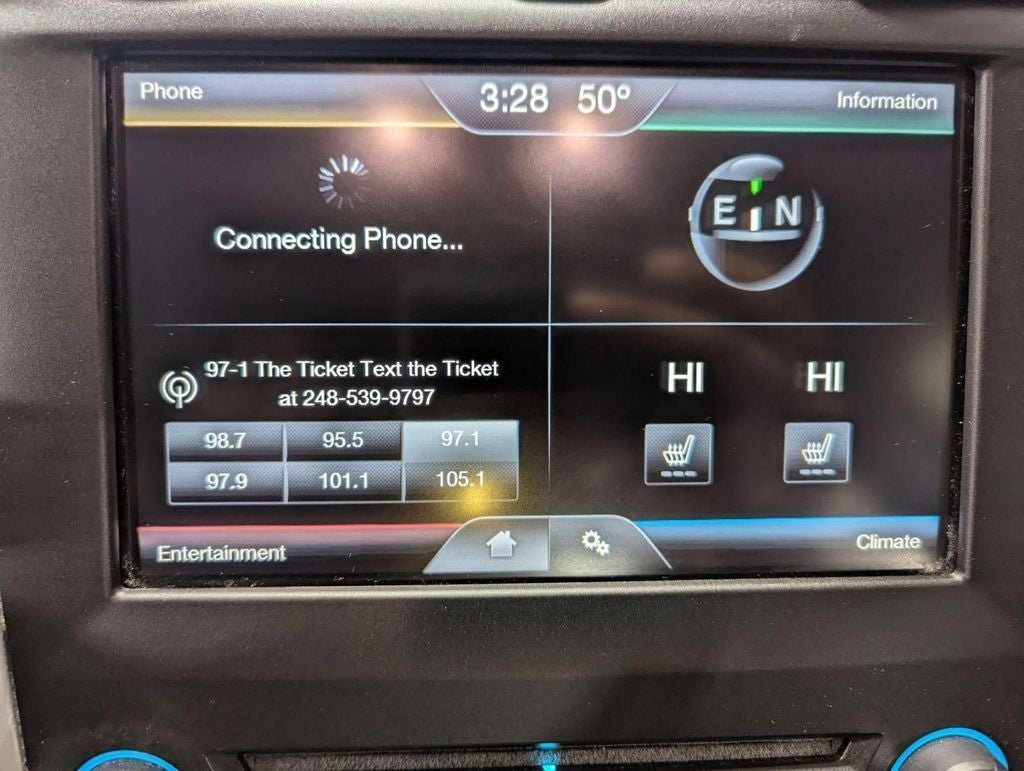 Phone
3:28 50°
Information
Connecting Phone...
E N
97-1 The Ticket Text the Ticket
at 248-539-9797
98.7 95.5 97.1
97.9 101.1 105.1
HI HI
Entertainment
Climate